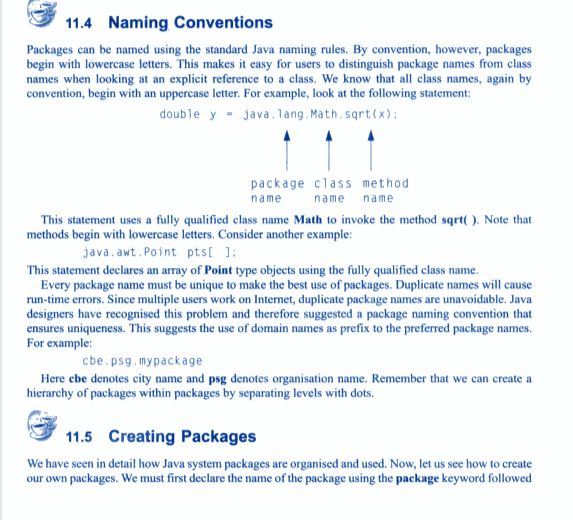 11.4 Naming Conventions
Packages can be named using the standard Java naming rules. By convention, however, packages
begin with lowercase letters. This makes it easy for users to distinguish package names from class
names when looking at an explicit reference to a class. We know that all class names, again by
convention, begin with an uppercase letter. For example, look at the following statement:
double y = java.lang.Math.sqrt(x);
package class method
name name name
This statement uses a fully qualified class name Math to invoke the method sqrt( ). Note that
methods begin with lowercase letters. Consider another example:
java.awt.Point pts[ ];
This statement declares an array of Point type objects using the fully qualified class name.
Every package name must be unique to make the best use of packages. Duplicate names will cause
run-time errors. Since multiple users work on Internet, duplicate package names are unavoidable. Java
designers have recognised this problem and therefore suggested a package naming convention that
ensures uniqueness. This suggests the use of domain names as prefix to the preferred package names.
For example:
cbe.psg.mypackage
Here cbe denotes city name and psg denotes organisation name. Remember that we can create a
hierarchy of packages within packages by separating levels with dots.
11.5 Creating Packages
We have seen in detail how Java system packages are organised and used. Now, let us see how to create
our own packages. We must first declare the name of the package using the package keyword followed